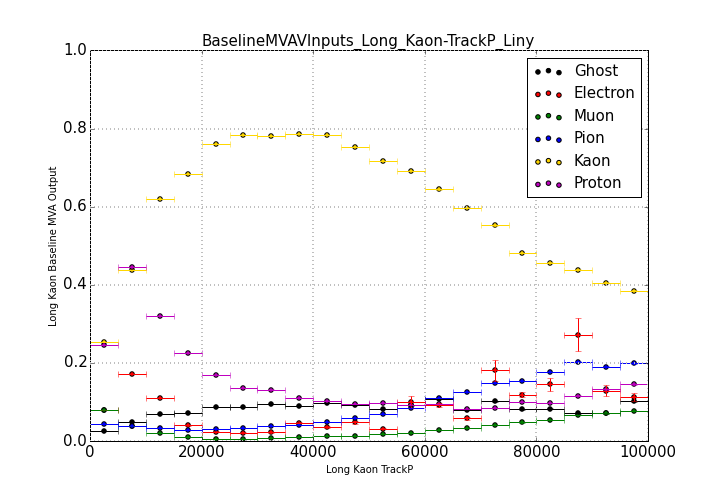 BaselineMVAVInputs_Long_Kaon-TrackP_Liny
1.0
0.8
0.6
0.4
0.2
0.0
Long Kaon Baseline MVA Output
Ghost
Electron
Muon
Pion
Kaon
Proton
0 20000 40000 60000 80000 100000
Long Kaon TrackP